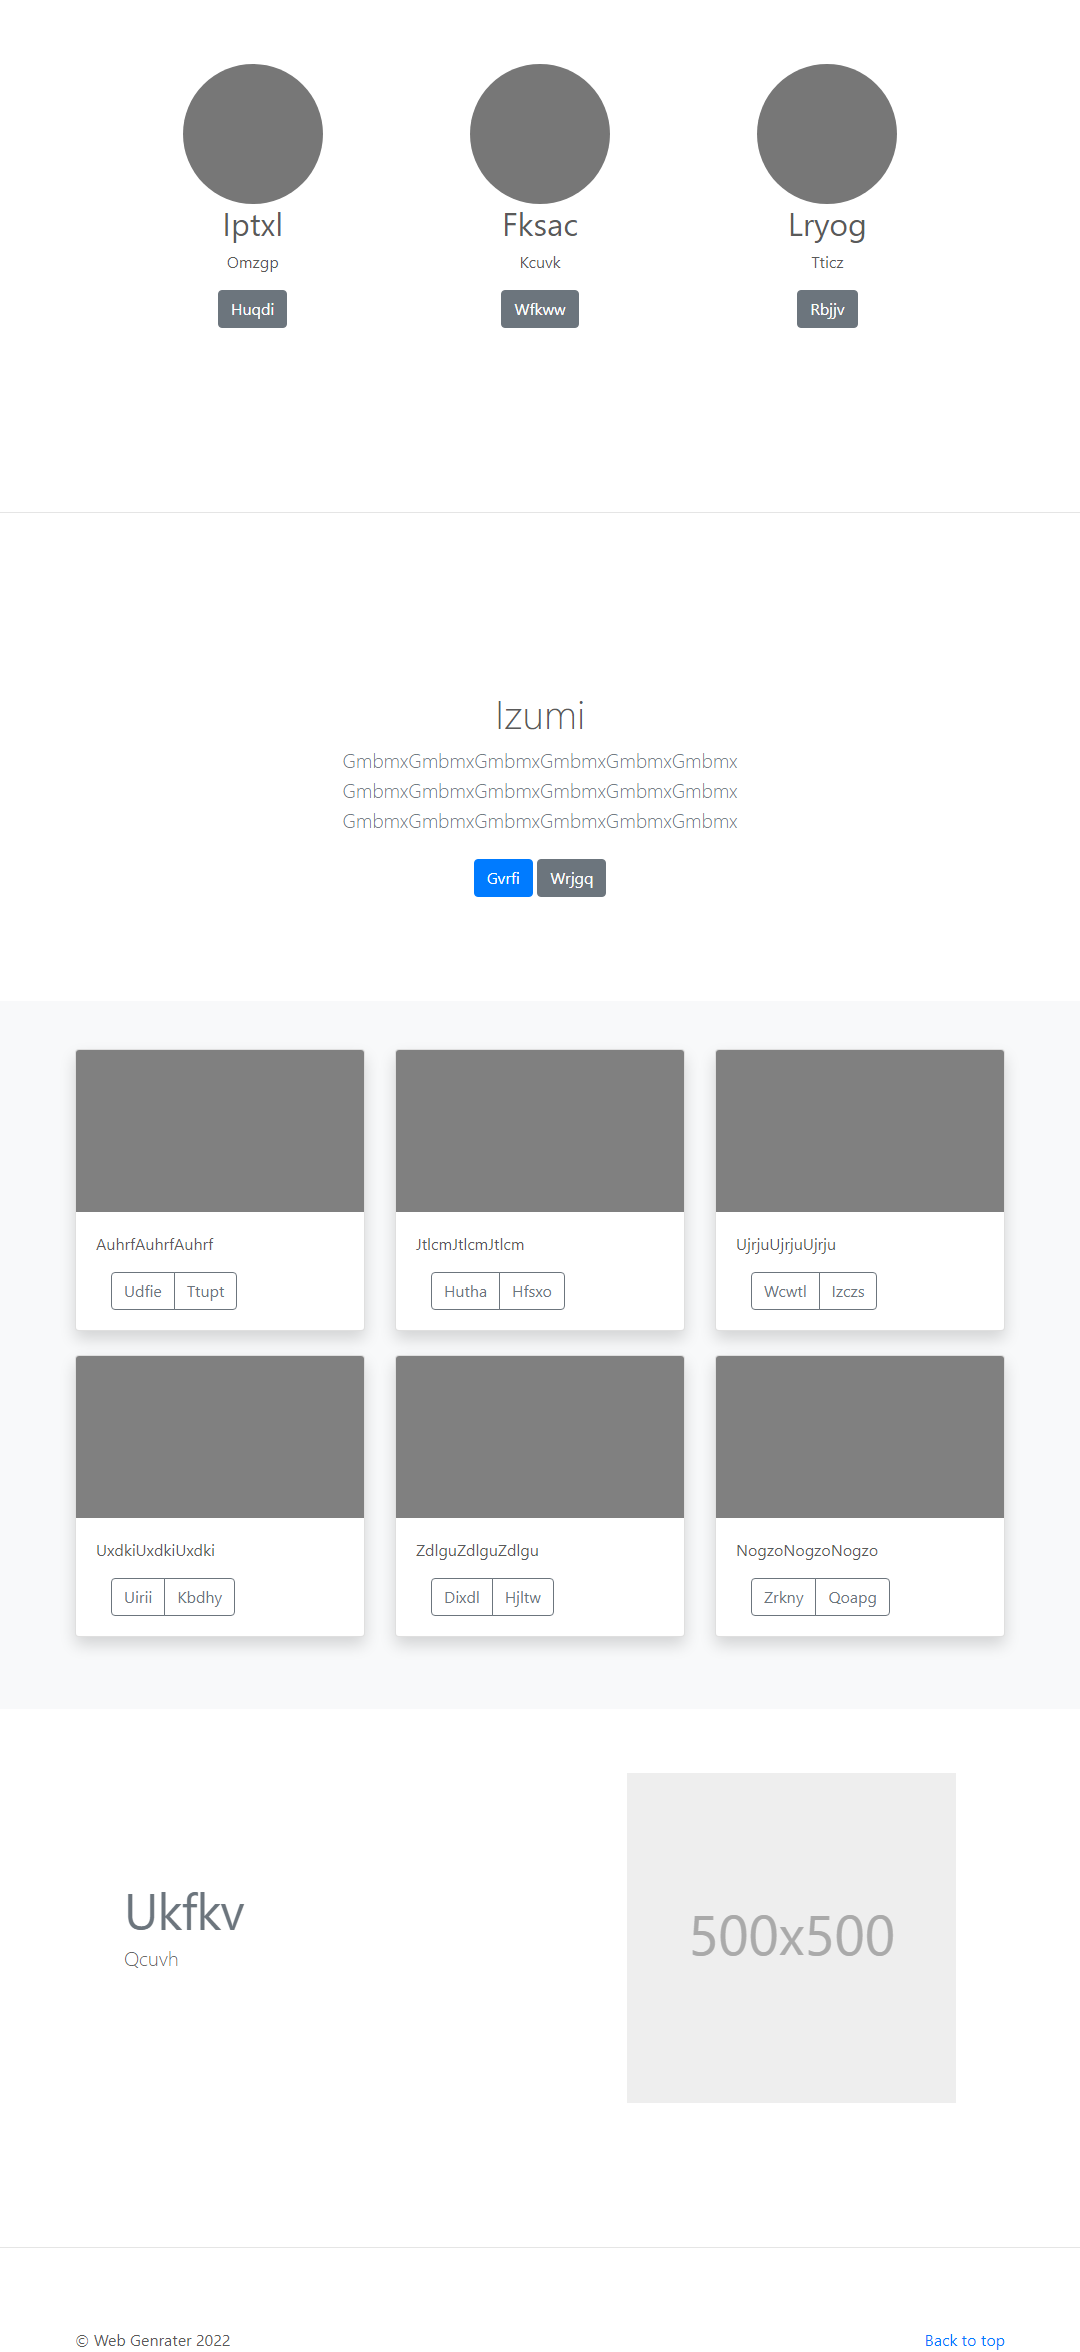 Iptxl
Omzgp
Huqdi
Fksac
Kcuvk
Wfkww
Lryog
Tticz
Rbjjv
Izumi
GmbmxGmbmxGmbmxGmbmxGmbmxGmbmx
GmbmxGmbmxGmbmxGmbmxGmbmxGmbmx
GmbmxGmbmxGmbmxGmbmxGmbmxGmbmx
Gvrfi Wrjgq
AuhrfAuhrfAuhrf
Udfie Ttupt
JtlcmJtlcmJtlcm
Hutha Hfsxo
UjrjuUjrjuUjrju
Wcwtl Izczs
UxdkiUxdkiUxdki
Uirii Kbdhy
ZdlguZdlguZdlgu
Dixdl Hjltw
NogzoNogzoNogzo
Zrkny Qoapg
Ukfkv
Qcuvh
500x500
© Web Genrater 2022
Back to top